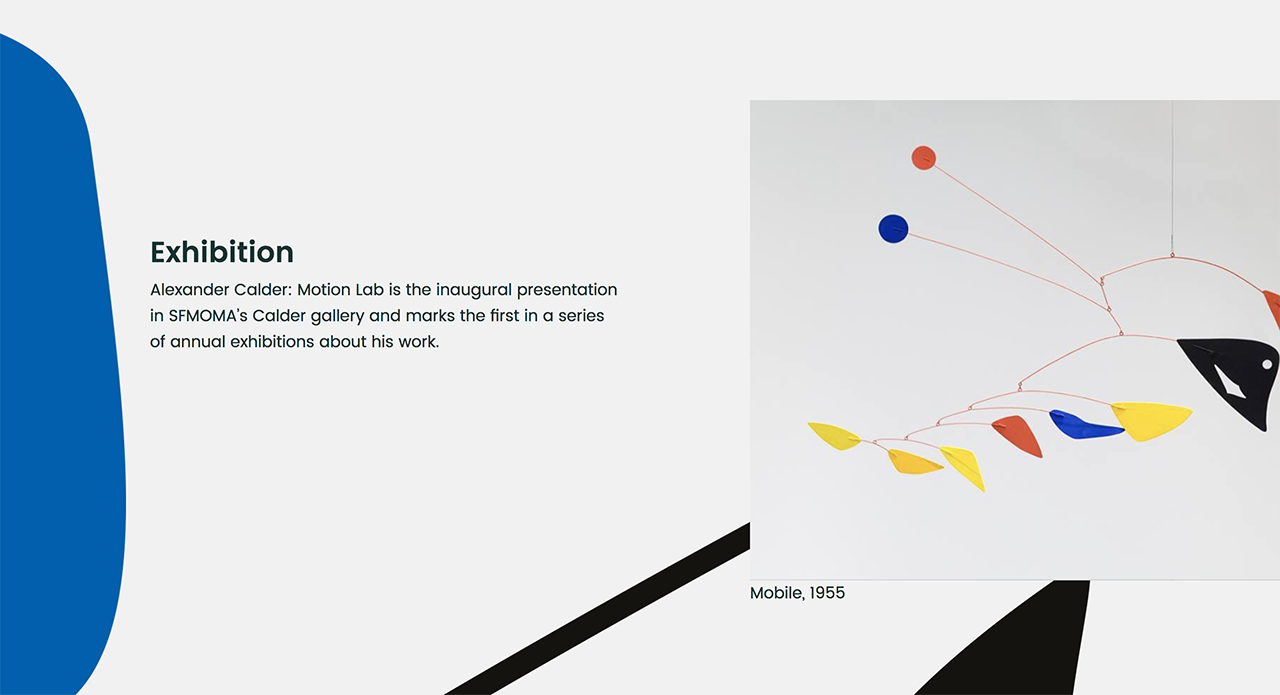 Exhibition
Alexander Calder: Motion Lab is the inaugural presentation
in SFMOMA's Calder gallery and marks the first in a series
of annual exhibitions about his work.
Mobile, 1955